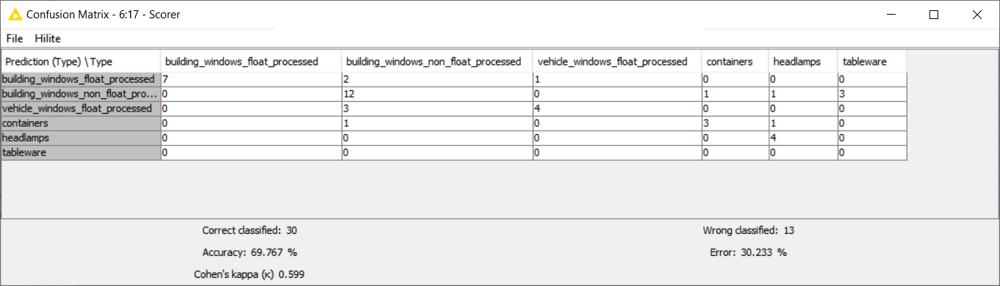 Confusion Matrix - 6:17 - Scorer
File Hilite
Prediction (Type) \ Type building_windows_float_processed building_windows_non_float_processed vehicle_windows_float_processed containers headlamps tableware
building_windows_float_processed 7 2 1 0 0 0
building_windows_non_float_pro... 0 12 0 1 1 3
vehicle_windows_float_processed 0 3 4 0 0 0
containers 0 1 0 3 1 0
headlamps 0 0 0 0 4 0
tableware 0 0 0 0 0 0
Correct classified: 30 Wrong classified: 13
Accuracy: 69.767 % Error: 30.233 %
Cohen's kappa (κ) 0.599